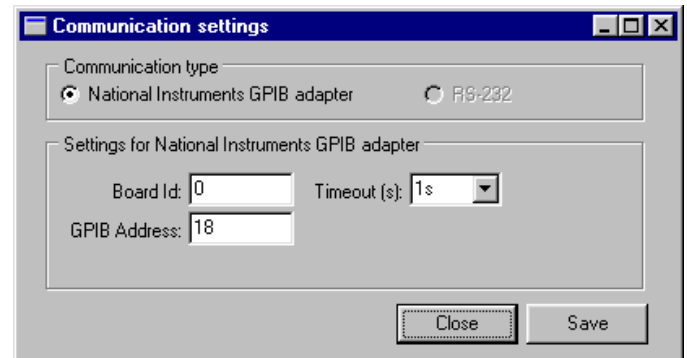 Communication settings
Communication type
National Instruments GPIB adapter RS-232
Settings for National Instruments GPIB adapter
Board Id: 0 Timeout (s): 1s
GPIB Address: 18
Close Save